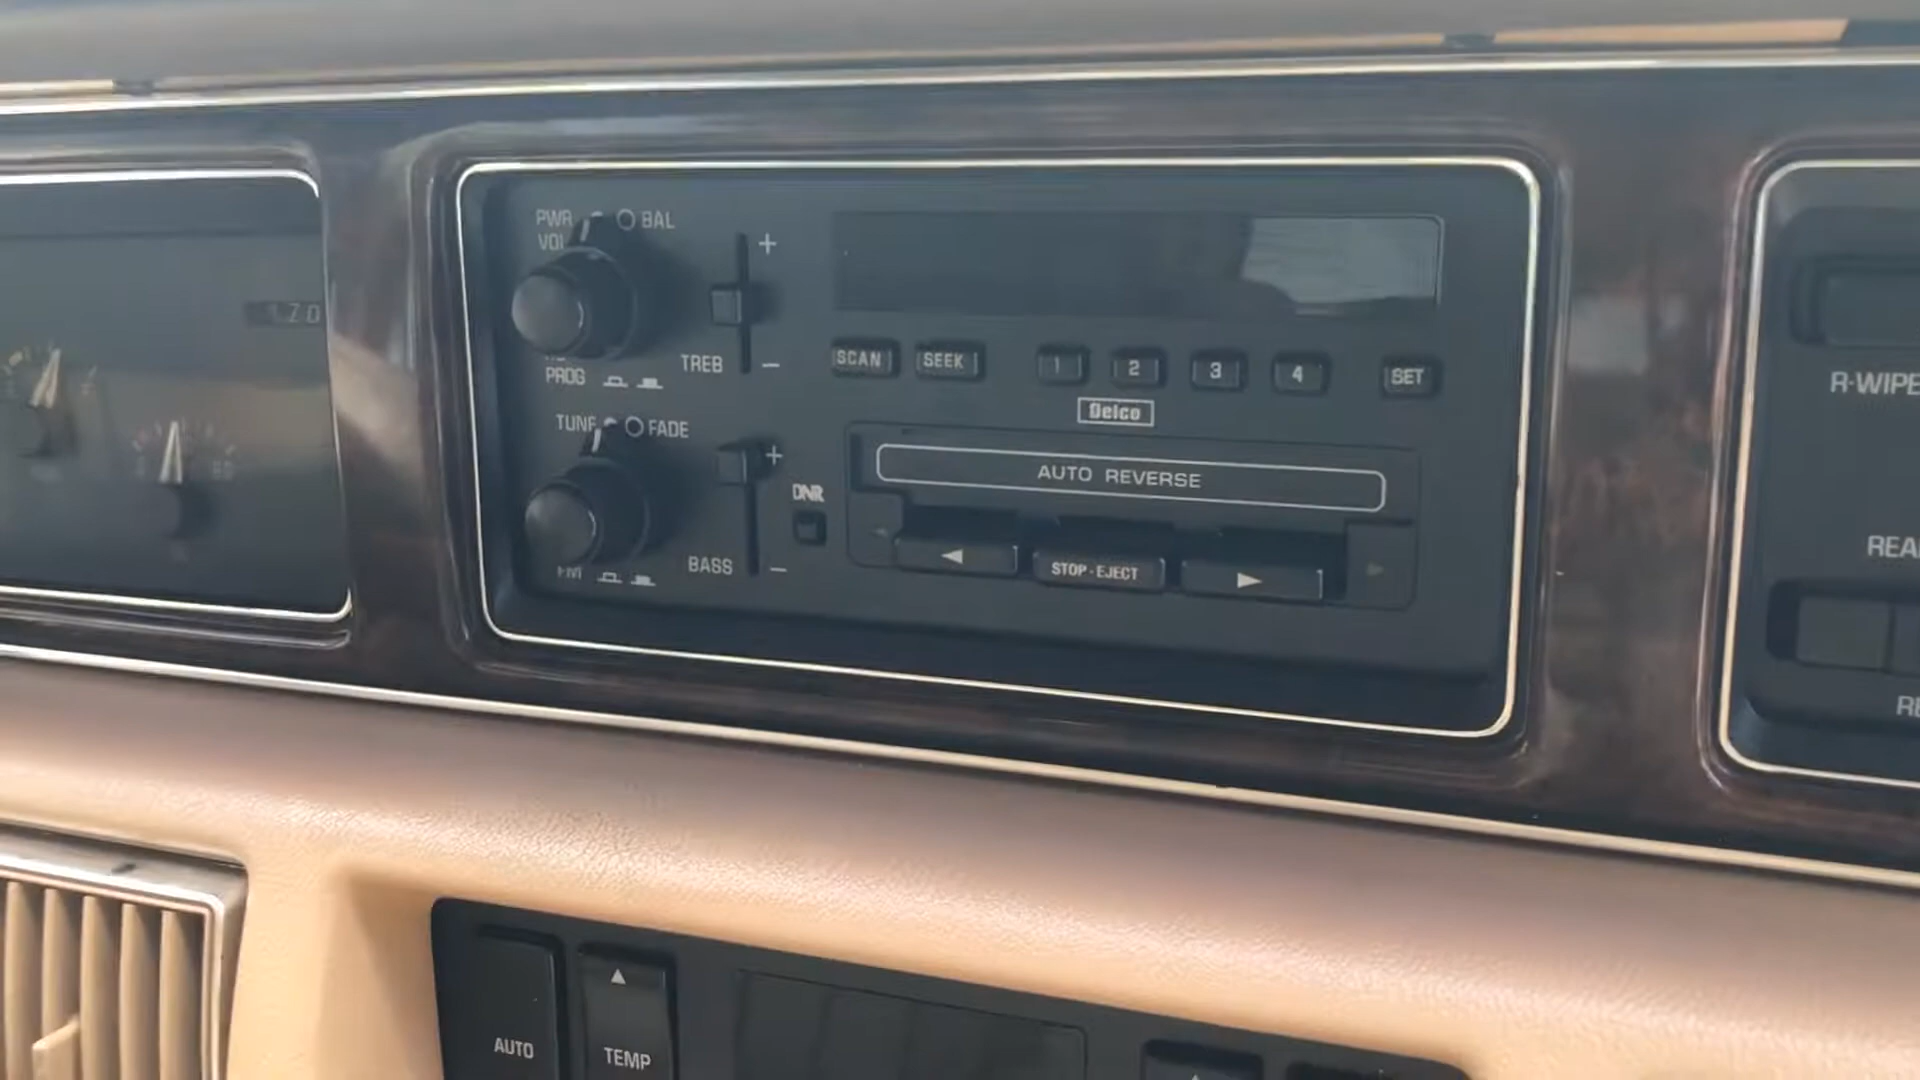 PWR BAL
VOL
+
TREB
-
PROG
SCAN SEEK 1 2 3 4 SET
Delco
TUNE FADE
+
DNR
BASS
-
AUTO REVERSE
STOP-EJECT
R-WIPE
AUTO
TEMP